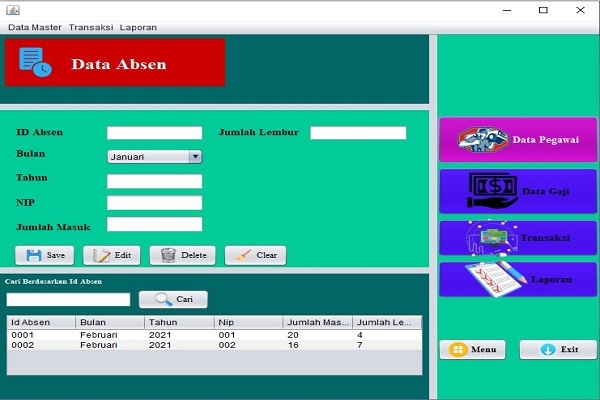 Data Master Transaksi Laporan
Data Absen
ID Absen Jumlah Lembur
Bulan Januari
Tahun
NIP
Jumlah Masuk
Save Edit Delete Clear
Cari Berdasarkan Id Absen
Cari
Id Absen Bulan Tahun Nip Jumlah Mas... Jumlah Le...
0001 Februari 2021 001 20 4
0002 Februari 2021 002 16 7
Data Pegawai
Data Gaji
Transaksi
Laporan
Menu Exit